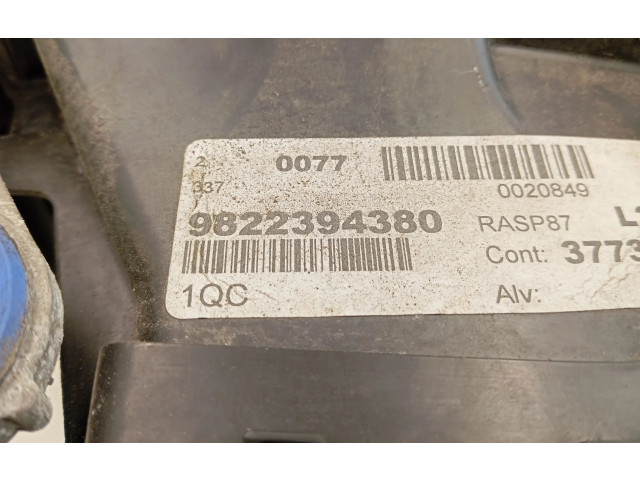 2 0077
337 0020849
9822394380 RASP87
Cont: 3773
1QC Alv: